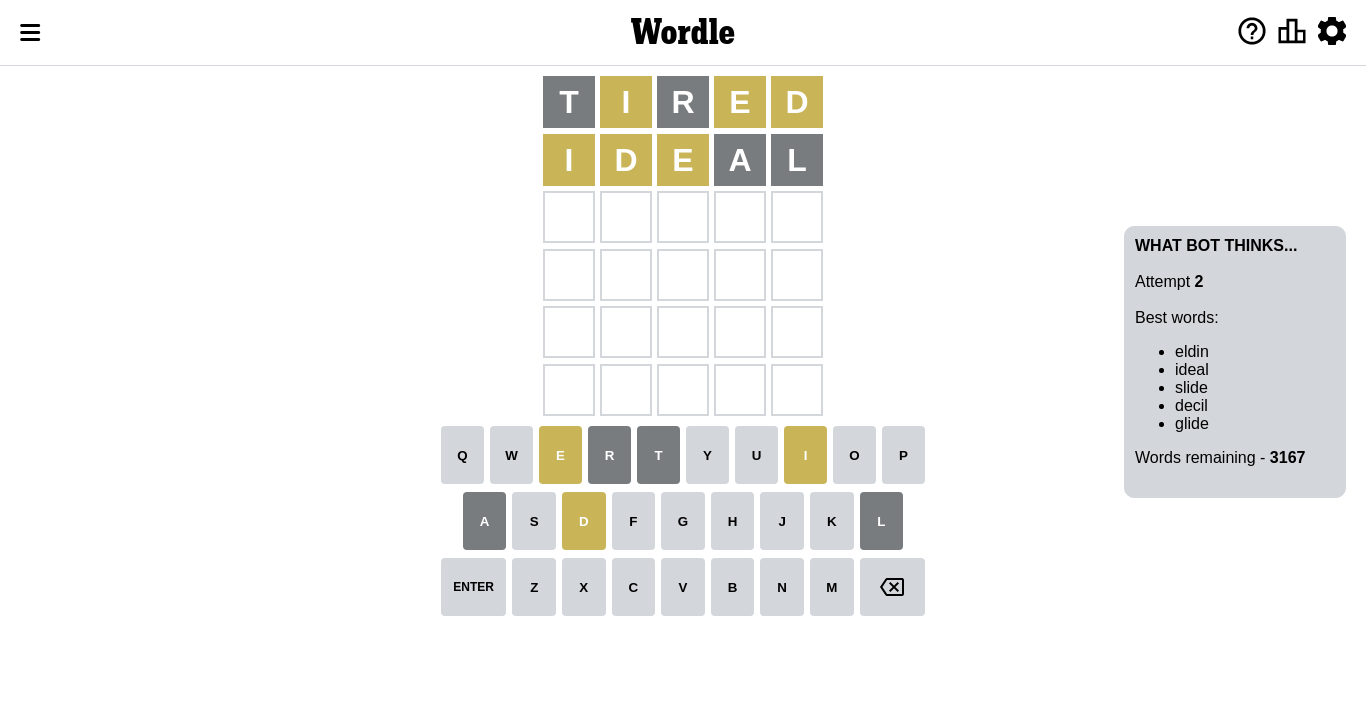 Wordle
T I R E D
I D E A L
WHAT BOT THINKS...
Attempt 2
Best words:
eldin
ideal
slide
decil
glide
Words remaining - 3167
Q W E R T Y U I O P
A S D F G H J K L
ENTER Z X C V B N M